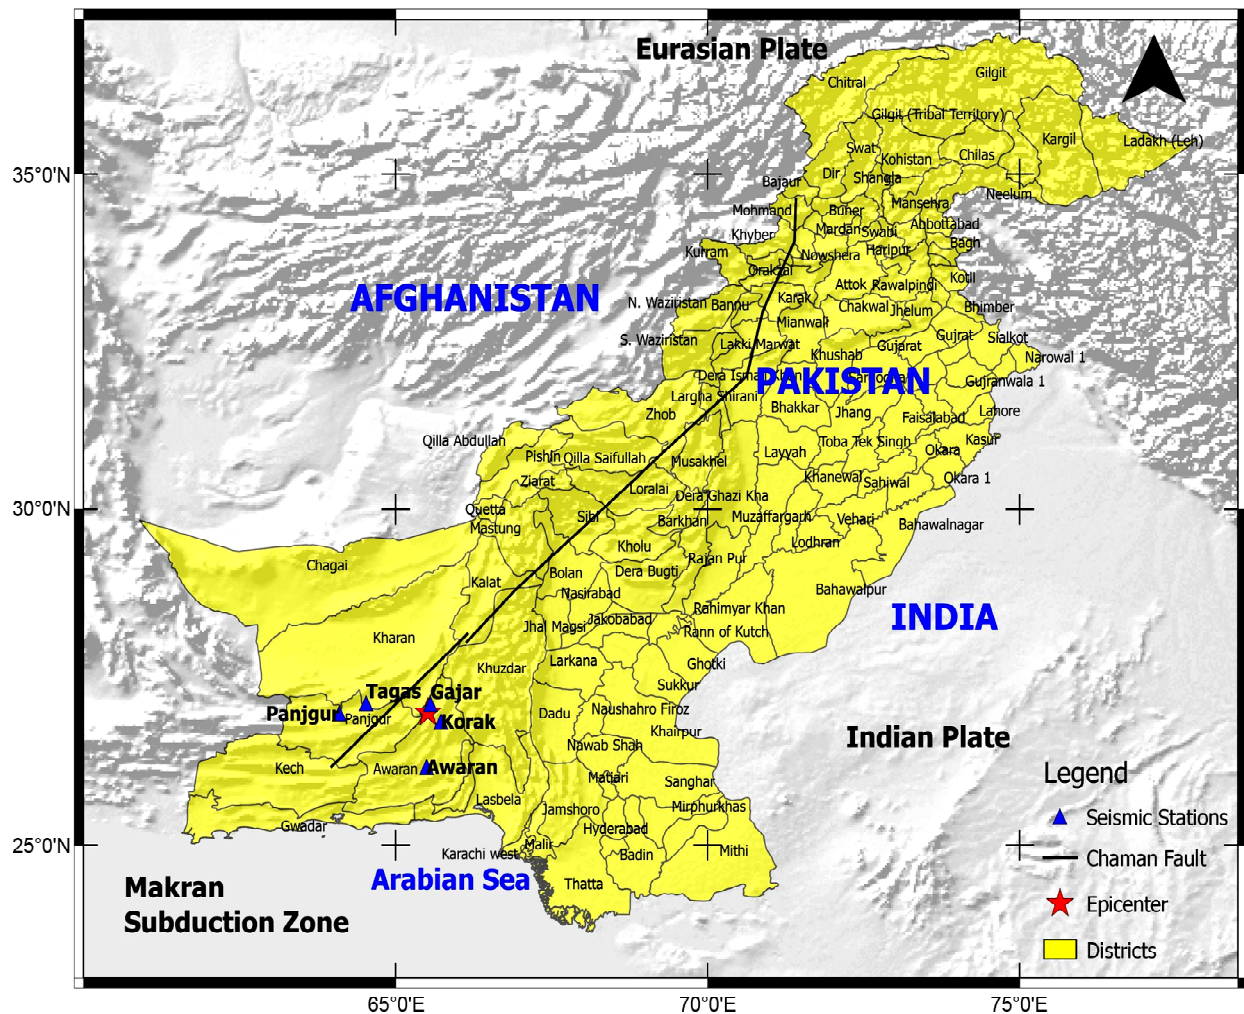 Eurasian Plate
Gilgit
Chitral
Gilgit (Tribal Territory)
Kargil
Ladakh (Leh)
Swat
Kohistan
Chilas
35°0'N
Dir
Shangla
Bajaur
Neelum
Mohmand
Buner
Mansehra
Khyber
Mardan
Swabi
Abbottabad
Kurram
Nowshera
Haripur
Bagh
Orakzai
Attok
Rawalpindi
Kotli
AFGHANISTAN
N. Waziristan
Bannu
Karak
Chakwal
Jhelum
Bhimber
Mianwali
S. Waziristan
Lakki Marwat
Khushab
Gujarat
Gujrat
Sialkot
Narowal 1
Dera Ismail Khan
PAKISTAN
Gujranwala 1
Largha Shirani
Zhob
Bhakkar
Jhang
Faisalabad
Lahore
Qilla Abdullah
Toba Tek Singh
Kasur
Pishin
Qilla Saifullah
Musakhel
Layyah
Okara
Ziarat
Loralai
Khanewal
Sahiwal
Okara 1
Dera Ghazi Kha
30°0'N
Quetta
Mastung
Sibi
Barkhan
Muzaffargarh
Vehari
Bahawalnagar
Kholu
Lodhran
Chagai
Rajan Pur
Kalat
Bolan
Dera Bugti
Nasirabad
Bahawalpur
Rahimyar Khan
INDIA
Jhal Magsi
Jakobabad
Rann of Kutch
Kharan
Khuzdar
Larkana
Ghotki
Sukkur
Tagas
Gajar
Panjgur
Panjgur
Korak
Dadu
Naushahro Firoz
Khairpur
Indian Plate
Nawab Shah
Kech
Awaran
Awaran
Matiari
Sanghar
Legend
Lasbela
Jamshoro
Mirphurkhas
Seismic Stations
Gwadar
Hyderabad
25°0'N
Karachi west
Malir
Badin
Mithi
Chaman Fault
Makran
Subduction Zone
Arabian Sea
Thatta
Epicenter
Districts
65°0'E
70°0'E
75°0'E